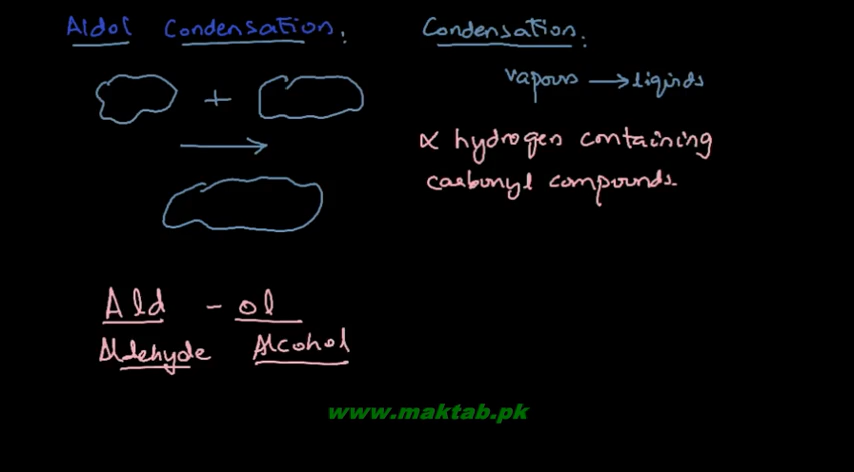 Aldol Condensation:
+
Ald - ol
Aldehyde Alcohol
Condensation:
vapours → liquids
∝ hydrogen containing
carbonyl compounds.
www.maktab.pk